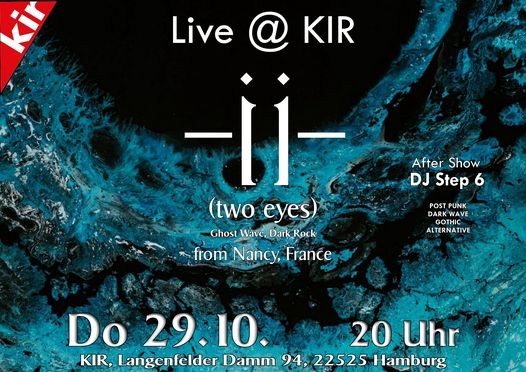 kir
Live @ KIR
–ii–
(two eyes)
Ghost Wave, Dark Rock
from Nancy, France
After Show
DJ Step 6
POST PUNK
DARK WAVE
GOTHIC
ALTERNATIVE
Do 29.10. 20 Uhr
KIR, Langenfelder Damm 94, 22525 Hamburg